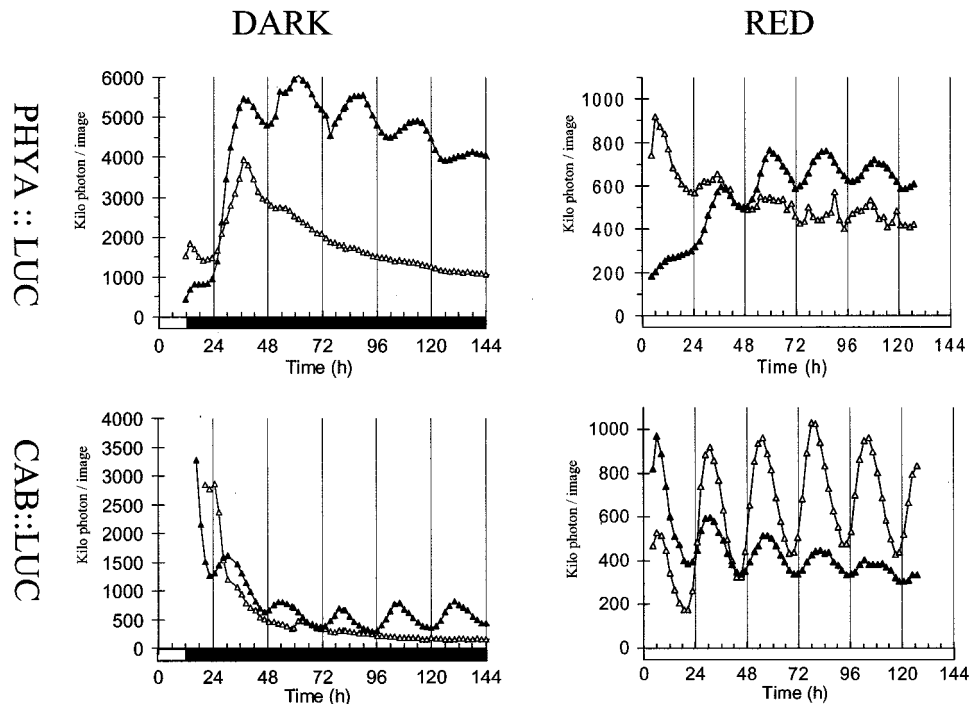 DARK
RED
PHYA :: LUC
Kilo photon / image
6000
5000
4000
3000
2000
1000
0
0 24 48 72 96 120 144
Time (h)
Kilo photon / image
1000
800
600
400
200
0
0 24 48 72 96 120 144
Time (h)
CAB::LUC
Kilo photon / image
4000
3500
3000
2500
2000
1500
1000
500
0
0 24 48 72 96 120 144
Time (h)
Kilo photon / image
1000
800
600
400
200
0
0 24 48 72 96 120 144
Time (h)